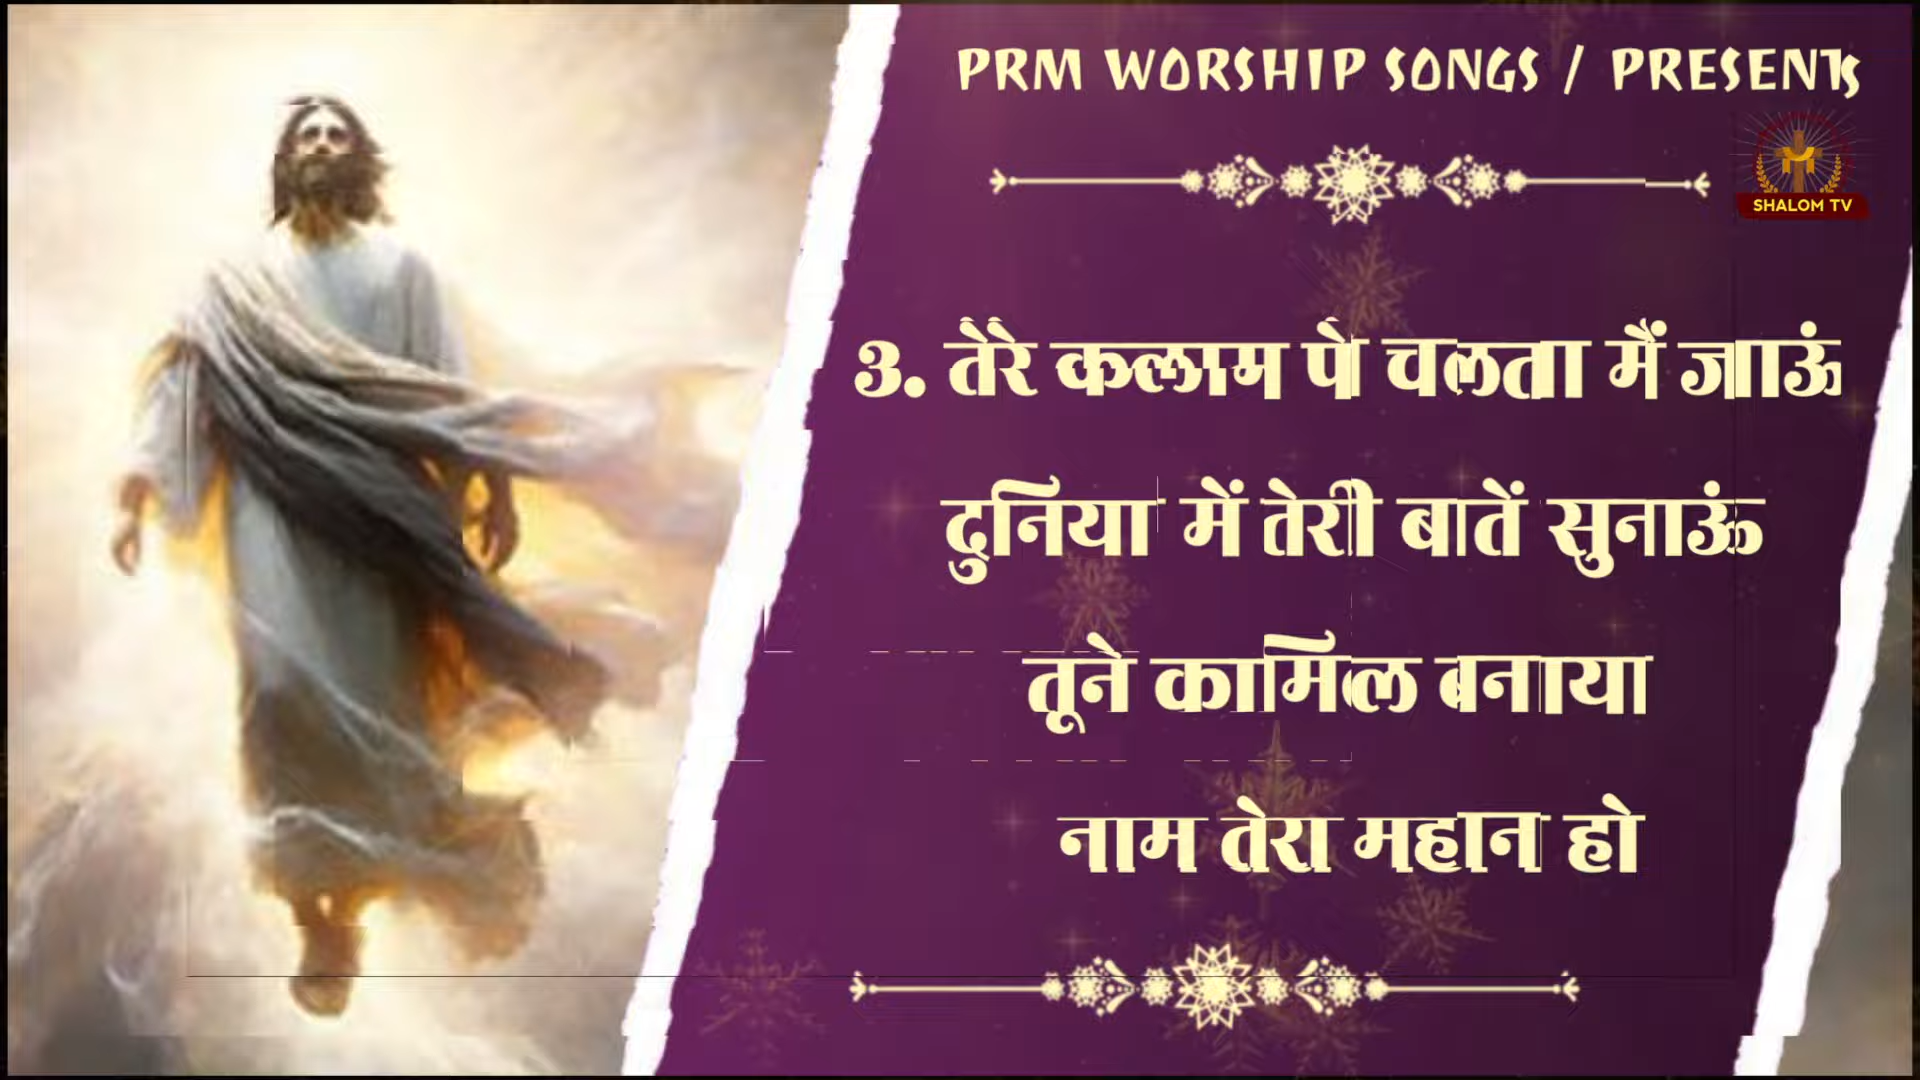 PRM WORSHIP SONGS / PRESENTS
SHALOM TV
3. तेरे कलाम पे चलता मैं जाऊं
दुनिया में तेरी बातें सुनाऊं
तूने कामिल बनाया
नाम तेरा महान हो